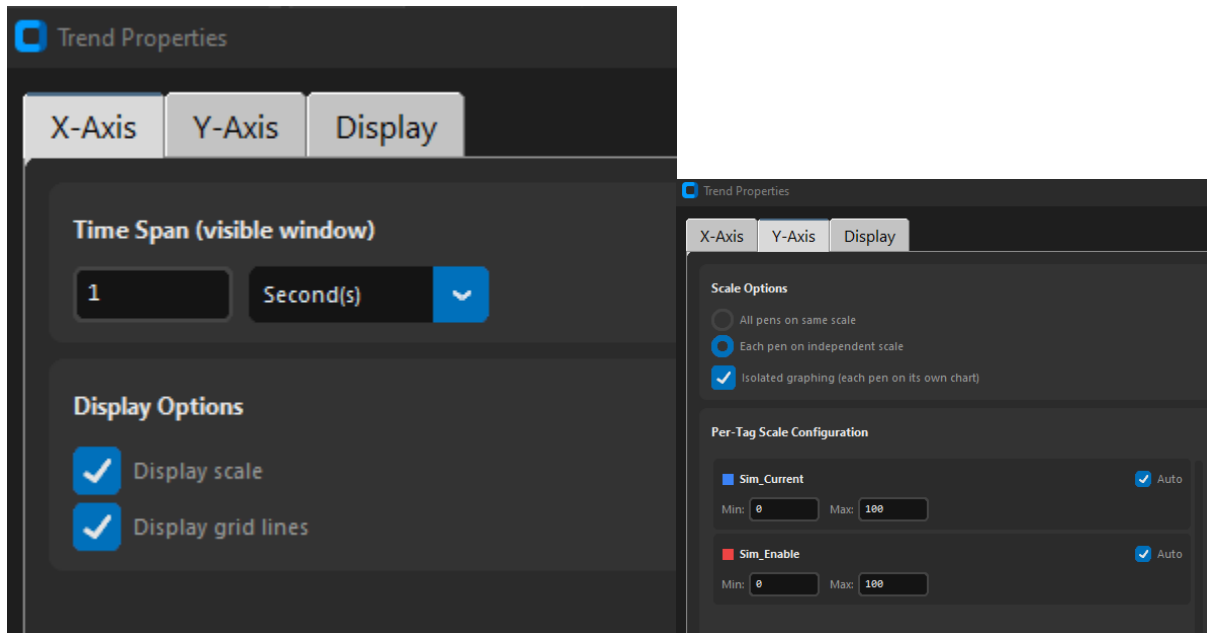 Trend Properties
X-Axis Y-Axis Display
Time Span (visible window)
1 Second(s)
Display Options
Display scale
Display grid lines
Trend Properties
X-Axis Y-Axis Display
Scale Options
All pens on same scale
Each pen on independent scale
Isolated graphing (each pen on its own chart)
Per-Tag Scale Configuration
Sim_Current Auto
Min: 0 Max: 100
Sim_Enable Auto
Min: 0 Max: 100